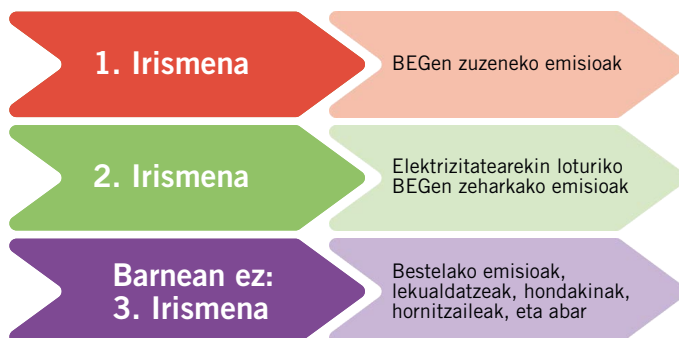 1. Irismena
BEGen zuzeneko emisioak
2. Irismena
Elektrizitatearekin loturiko
BEGen zeharkako emisioak
Barnean ez:
3. Irismena
Bestelako emisioak,
lekualdatzeak, hondakinak,
hornitzaileak, eta abar